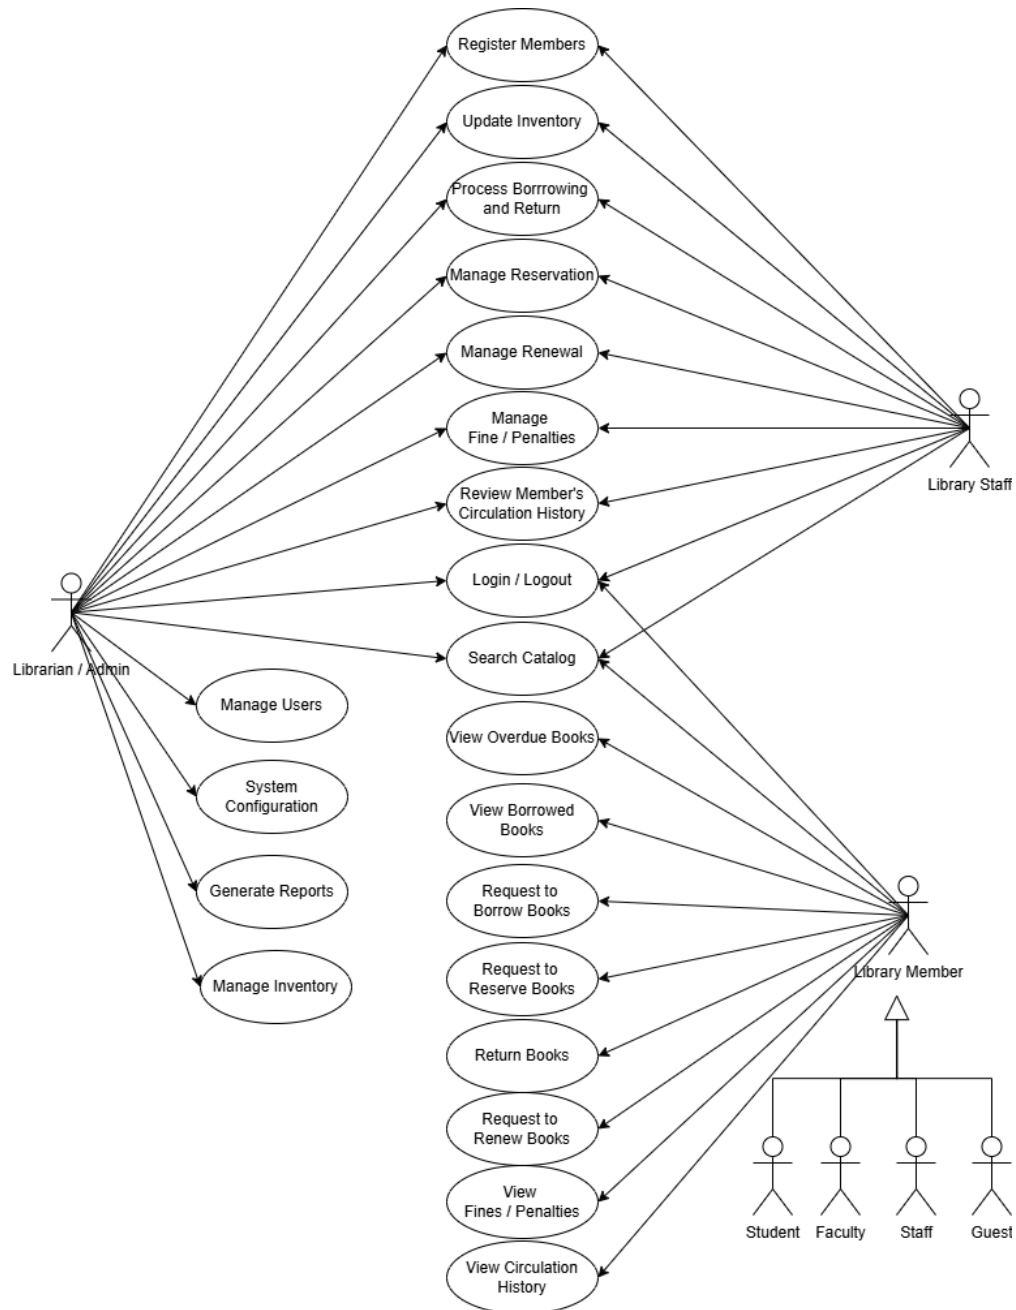 Register Members
Update Inventory
Process Borrrowing
and Return
Manage Reservation
Manage Renewal
Manage
Fine / Penalties
Library Staff
Review Member's
Circulation History
Login / Logout
Search Catalog
Librarian / Admin
Manage Users
View Overdue Books
System
Configuration
View Borrowed
Books
Generate Reports
Request to
Borrow Books
Library Member
Manage Inventory
Request to
Reserve Books
Return Books
Request to
Renew Books
View
Fines / Penalties
Student
Faculty
Staff
Guest
View Circulation
History